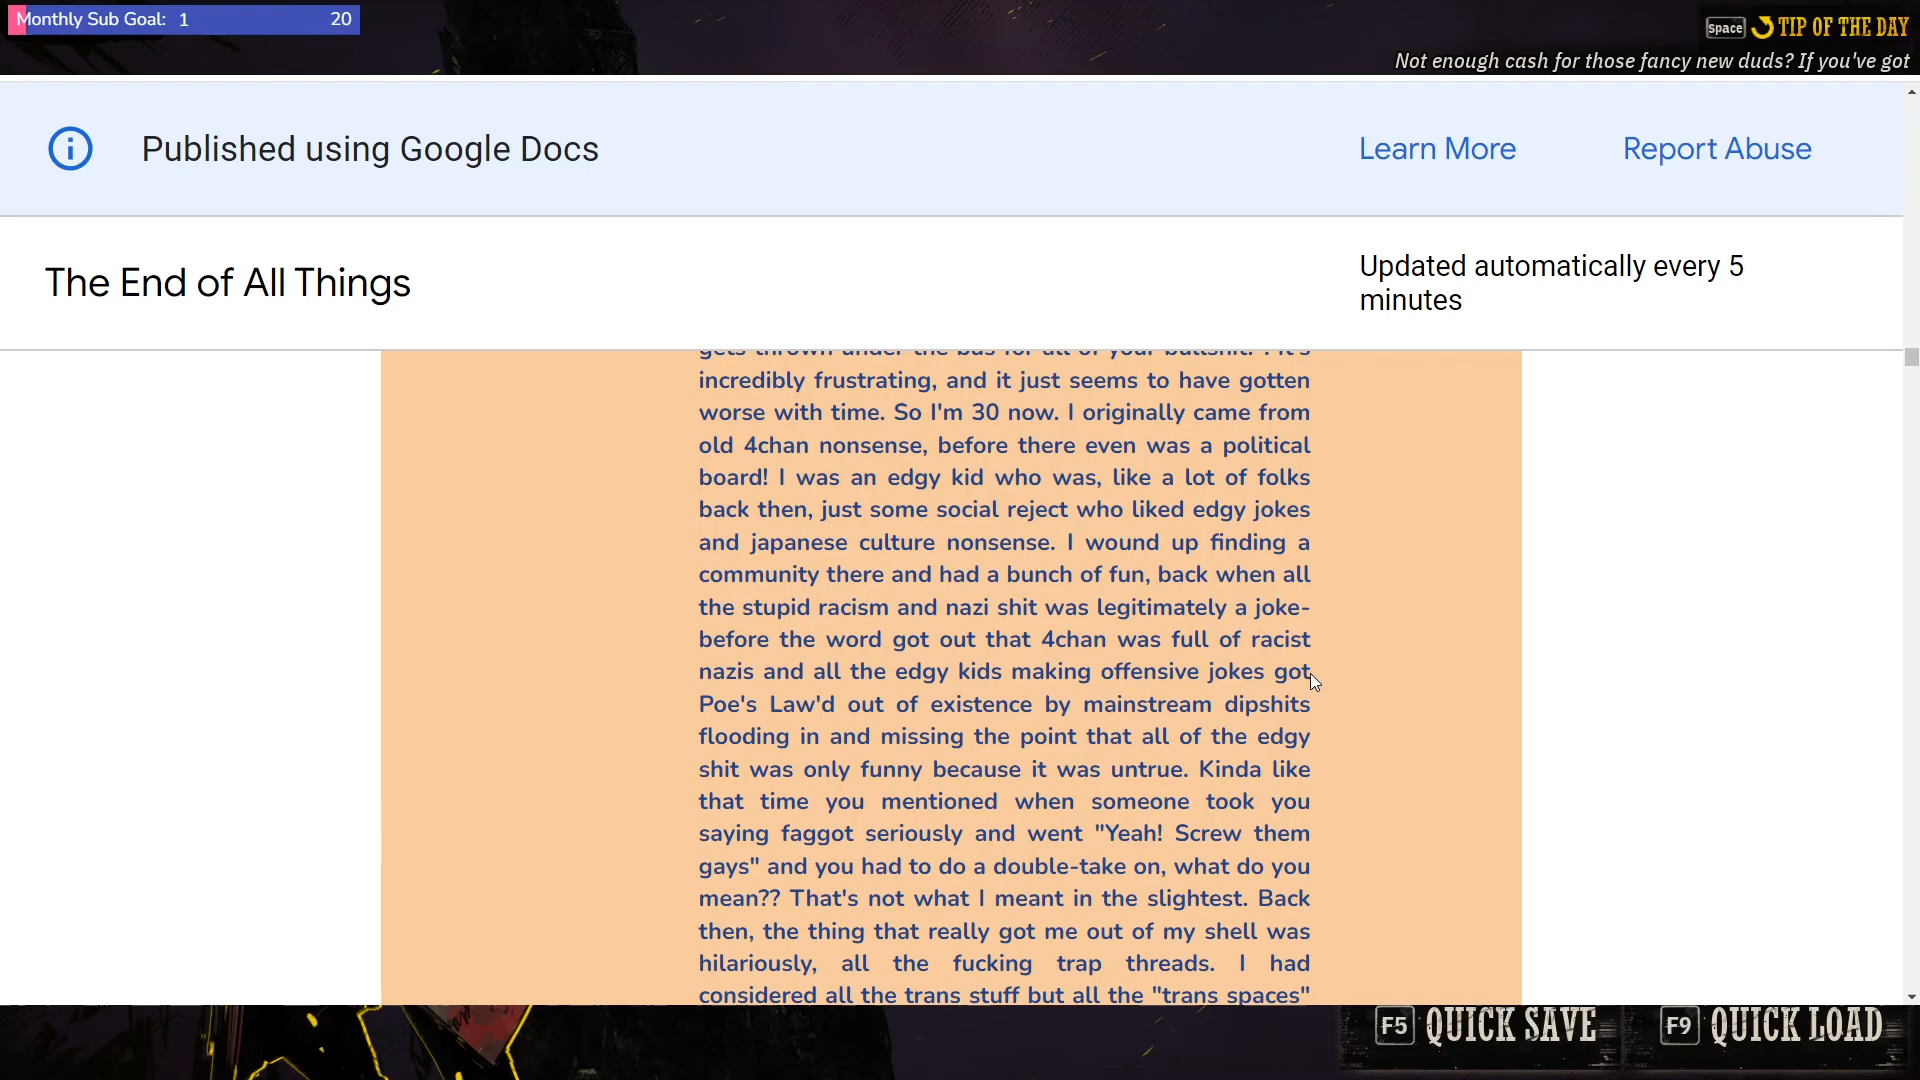 Monthly Sub Goal: 1 20
Space TIP OF THE DAY
Not enough cash for those fancy new duds? If you've got
Published using Google Docs
Learn More
Report Abuse
The End of All Things
Updated automatically every 5
minutes
gets thrown under the bus for all of your bullshit." . It's
incredibly frustrating, and it just seems to have gotten
worse with time. So I'm 30 now. I originally came from
old 4chan nonsense, before there even was a political
board! I was an edgy kid who was, like a lot of folks
back then, just some social reject who liked edgy jokes
and japanese culture nonsense. I wound up finding a
community there and had a bunch of fun, back when all
the stupid racism and nazi shit was legitimately a joke-
before the word got out that 4chan was full of racist
nazis and all the edgy kids making offensive jokes got
Poe's Law'd out of existence by mainstream dipshits
flooding in and missing the point that all of the edgy
shit was only funny because it was untrue. Kinda like
that time you mentioned when someone took you
saying faggot seriously and went "Yeah! Screw them
gays" and you had to do a double-take on, what do you
mean?? That's not what I meant in the slightest. Back
then, the thing that really got me out of my shell was
hilariously, all the fucking trap threads. I had
considered all the trans stuff but all the "trans spaces"
F5 QUICK SAVE
F9 QUICK LOAD